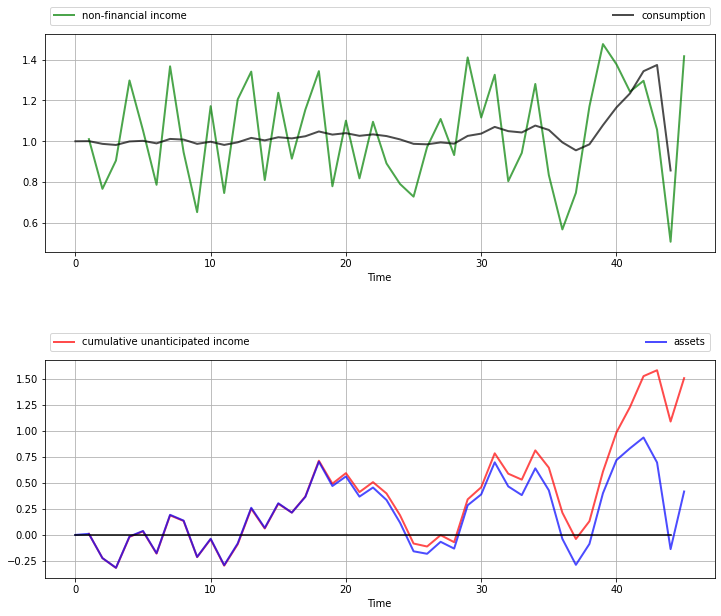 non-financial income consumption
1.4
1.2
1.0
0.8
0.6
0 10 20 30 40
Time
cumulative unanticipated income assets
1.50
1.25
1.00
0.75
0.50
0.25
0.00
−0.25
0 10 20 30 40
Time